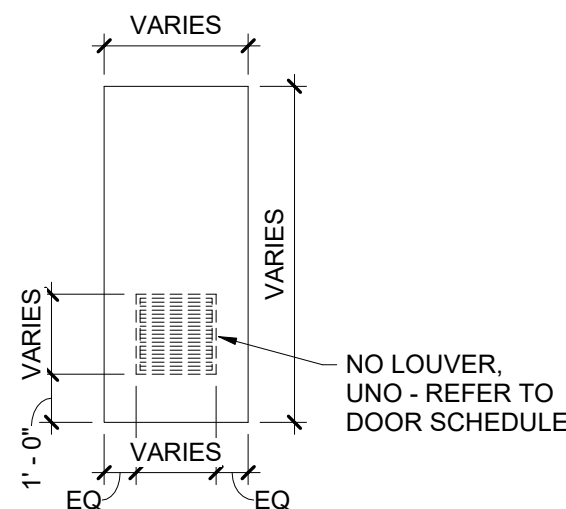 VARIES
VARIES
VARIES
1' - 0"
NO LOUVER,
UNO - REFER TO
DOOR SCHEDULE
VARIES
EQ
EQ